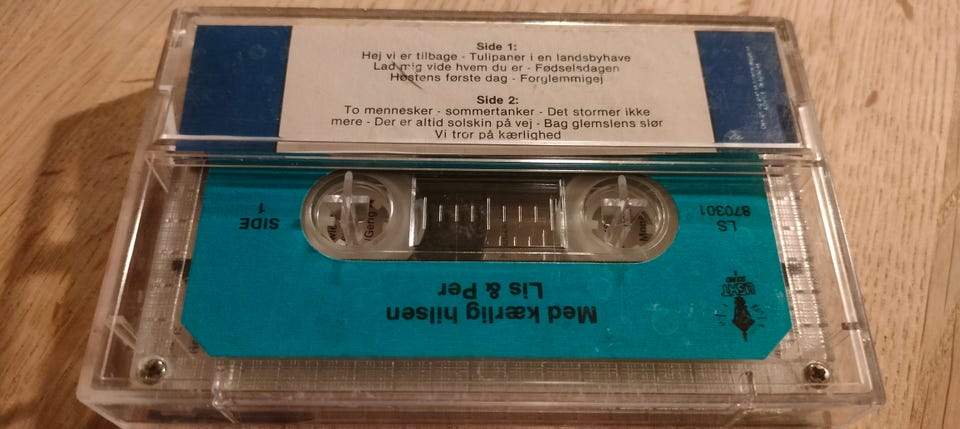 Side 1:
Hej vi er tilbage - Tulipaner i en landsbyhave
Lad mig vide hvem du er - Fødselsdagen
Høstens første dag - Forglemmigej
Side 2:
To mennesker - sommertanker - Det stormer ikke
mere - Der er altid solskin på vej - Bag glemslens slør
Vi tror på kærlighed
SIDE
1
LS
870301
Med kærlig hilsen
Lis & Per